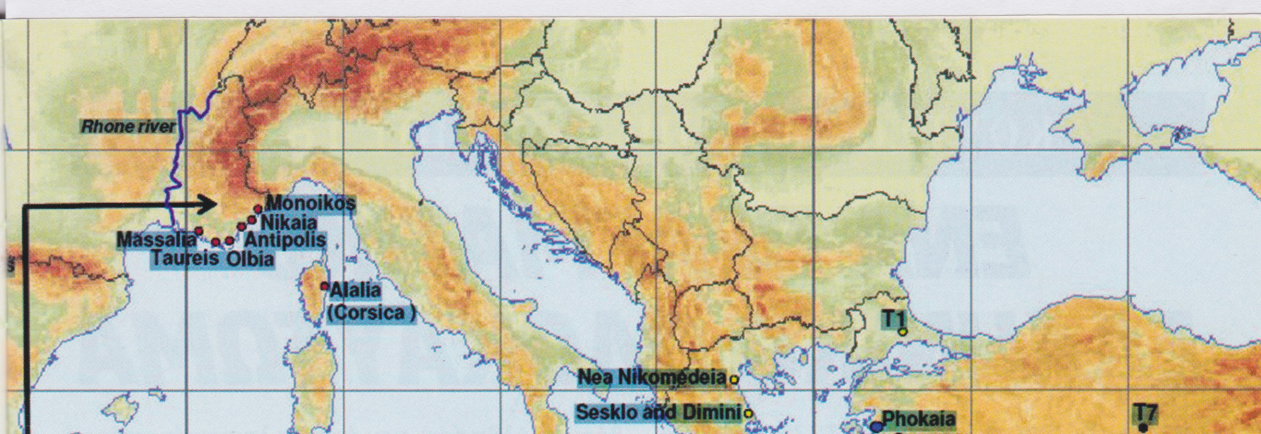 Rhone river
Monoikos
Nikaia
Massalia
Antipolis
Taureis Olbia
Alalia
(Corsica )
T1
Nea Nikomedeia
Sesklo and Dimini
Phokaia
T7